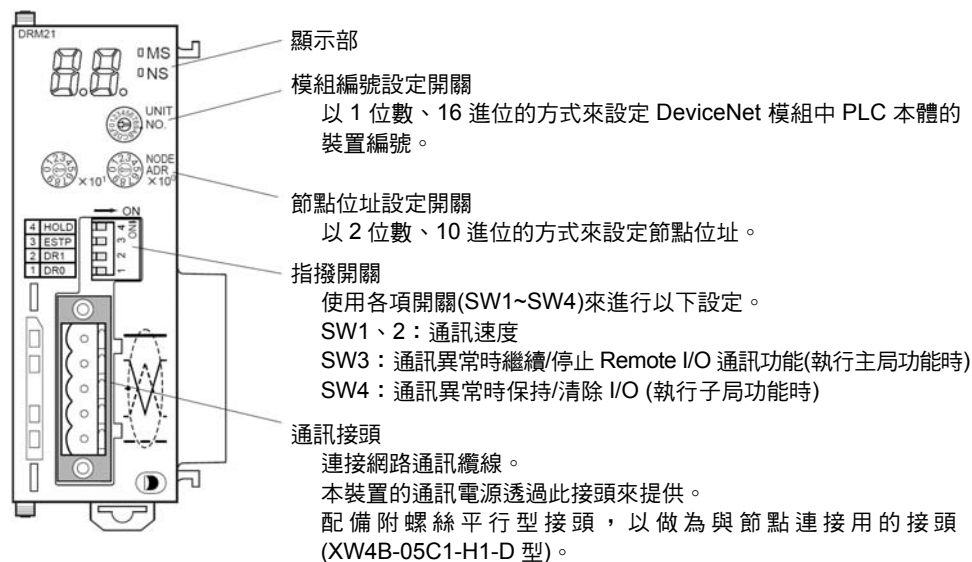 DRM21
8.8.
MS
NS
UNIT
NO.
NODE
ADR
×10¹
×10⁰
ON
4 HOLD
3 ESTP
2 DR1
1 DR0
ON
1 2 3 4
顯示部
模組編號設定開關
以 1 位數、16 進位的方式來設定 DeviceNet 模組中 PLC 本體的
裝置編號。
節點位址設定開關
以 2 位數、10 進位的方式來設定節點位址。
指撥開關
使用各項開關(SW1~SW4)來進行以下設定。
SW1、2：通訊速度
SW3：通訊異常時繼續/停止 Remote I/O 通訊功能(執行主局功能時)
SW4：通訊異常時保持/清除 I/O (執行子局功能時)
通訊接頭
連接網路通訊纜線。
本裝置的通訊電源透過此接頭來提供。
配備附螺絲平行型接頭，以做為與節點連接用的接頭
(XW4B-05C1-H1-D 型)。